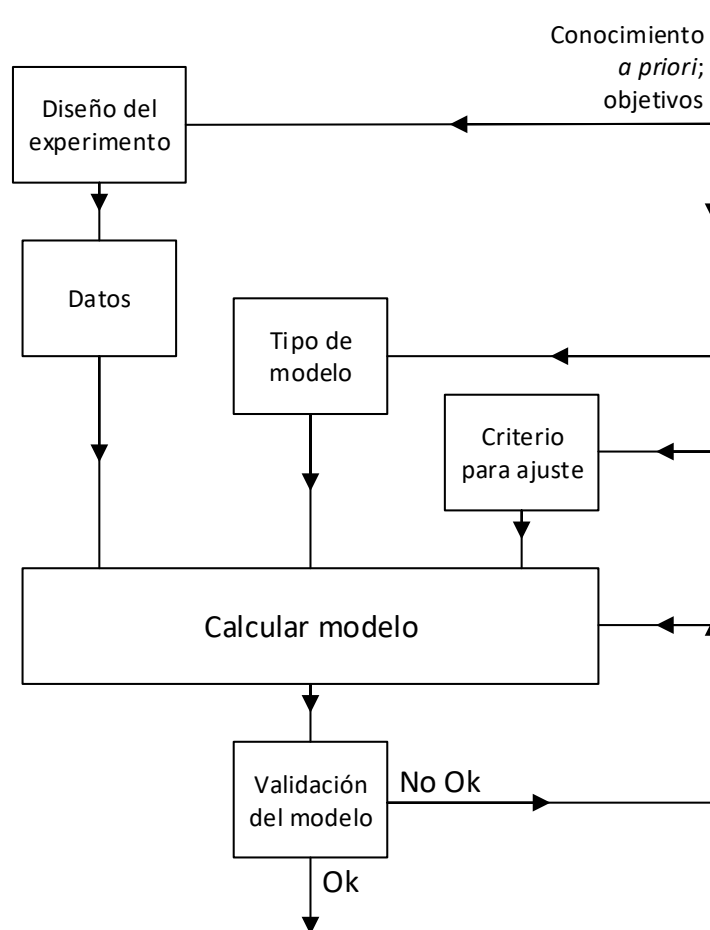 Conocimiento
a priori;
objetivos
Diseño del
experimento
Datos
Tipo de
modelo
Criterio
para ajuste
Calcular modelo
Validación
del modelo
No Ok
Ok